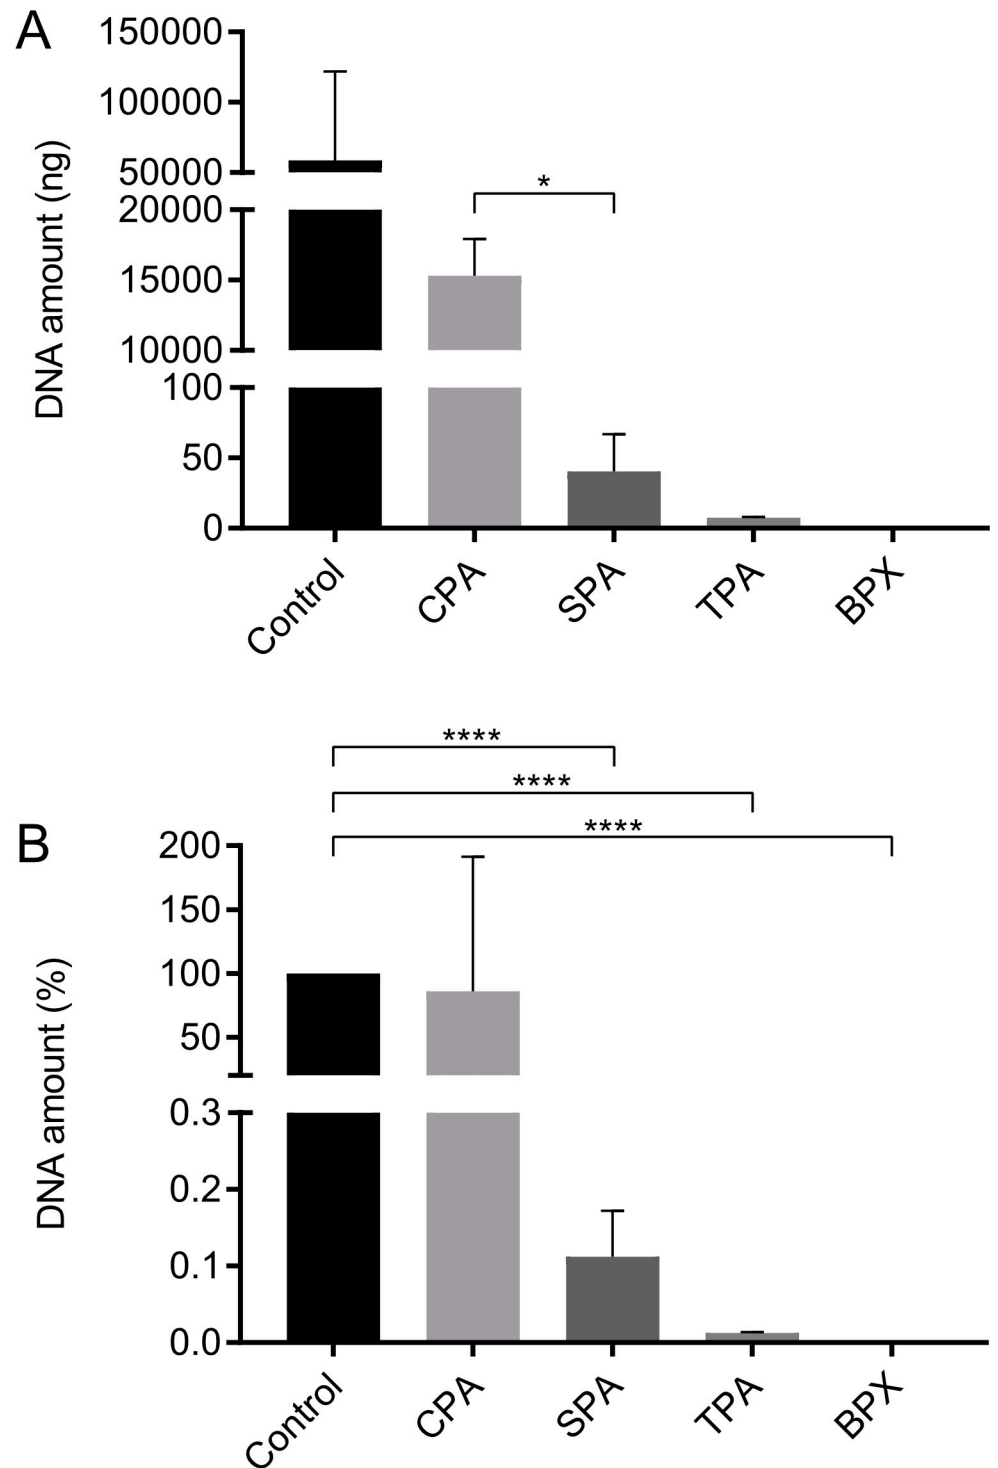 A
150000
100000
50000
20000
15000
10000
100
50
0
DNA amount (ng)
*
Control
CPA
SPA
TPA
BPX
****
****
****
B
200
150
100
50
0.3
0.2
0.1
0.0
DNA amount (%)
Control
CPA
SPA
TPA
BPX